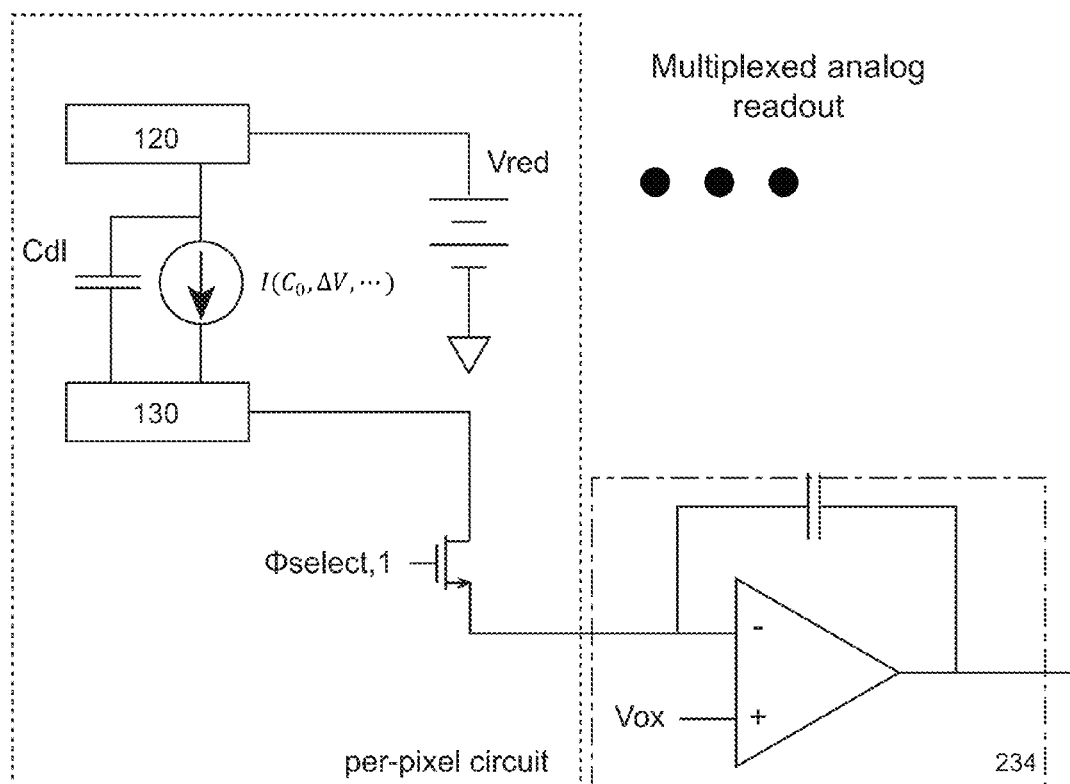 Multiplexed analog
readout
120
Vred
Cdl
I(C₀, ΔV, ⋯)
130
Φselect,1
-
Vox
+
per-pixel circuit
234